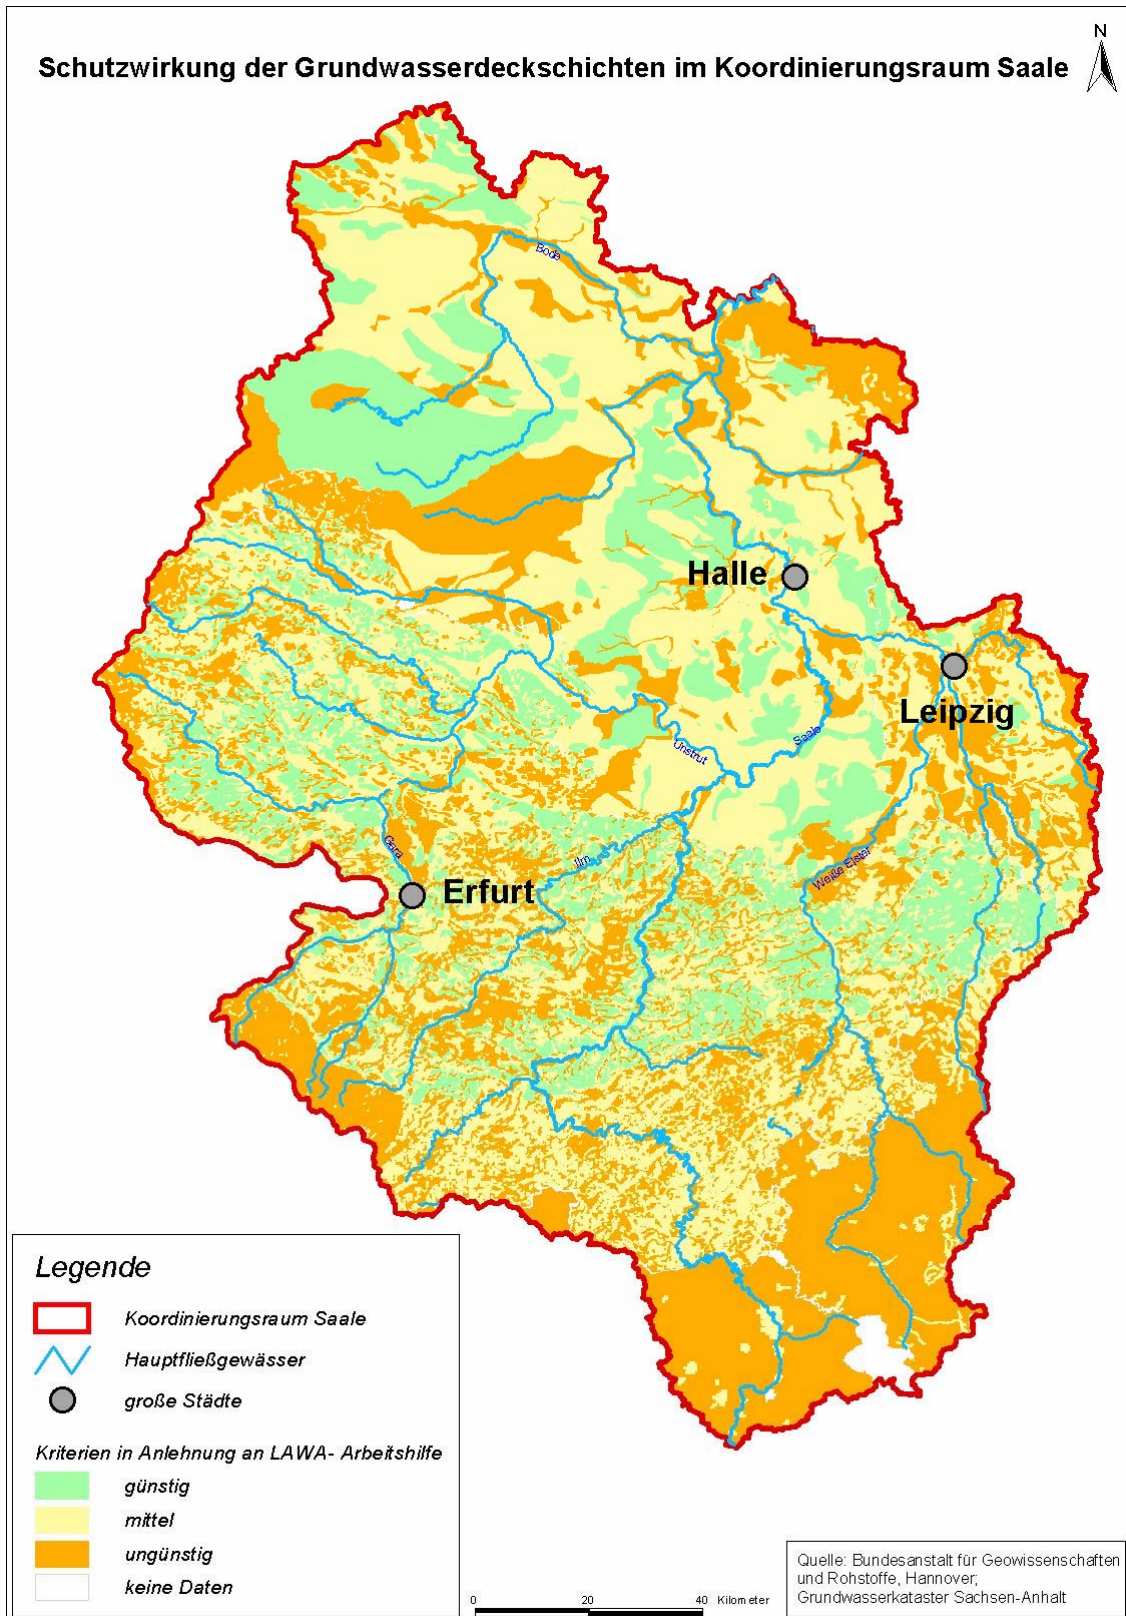 N
Schutzwirkung der Grundwasserdeckschichten im Koordinierungsraum Saale
Bode
Halle
Leipzig
Saale
Unstrut
Gera
Ilm
Weiße Elster
Erfurt
Legende
Koordinierungsraum Saale
Hauptfließgewässer
große Städte
Kriterien in Anlehnung an LAWA- Arbeitshilfe
günstig
mittel
ungünstig
keine Daten
0 20 40 Kilometer
Quelle: Bundesanstalt für Geowissenschaften
und Rohstoffe, Hannover;
Grundwasserkataster Sachsen-Anhalt